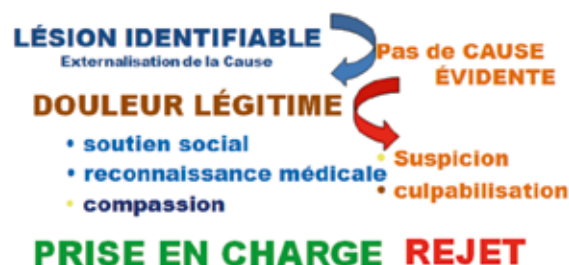 LÉSION IDENTIFIABLE
Externalisation de la Cause
Pas de CAUSE
ÉVIDENTE
DOULEUR LÉGITIME
• soutien social
• reconnaissance médicale
• compassion
• Suspicion
• culpabilisation
PRISE EN CHARGE REJET